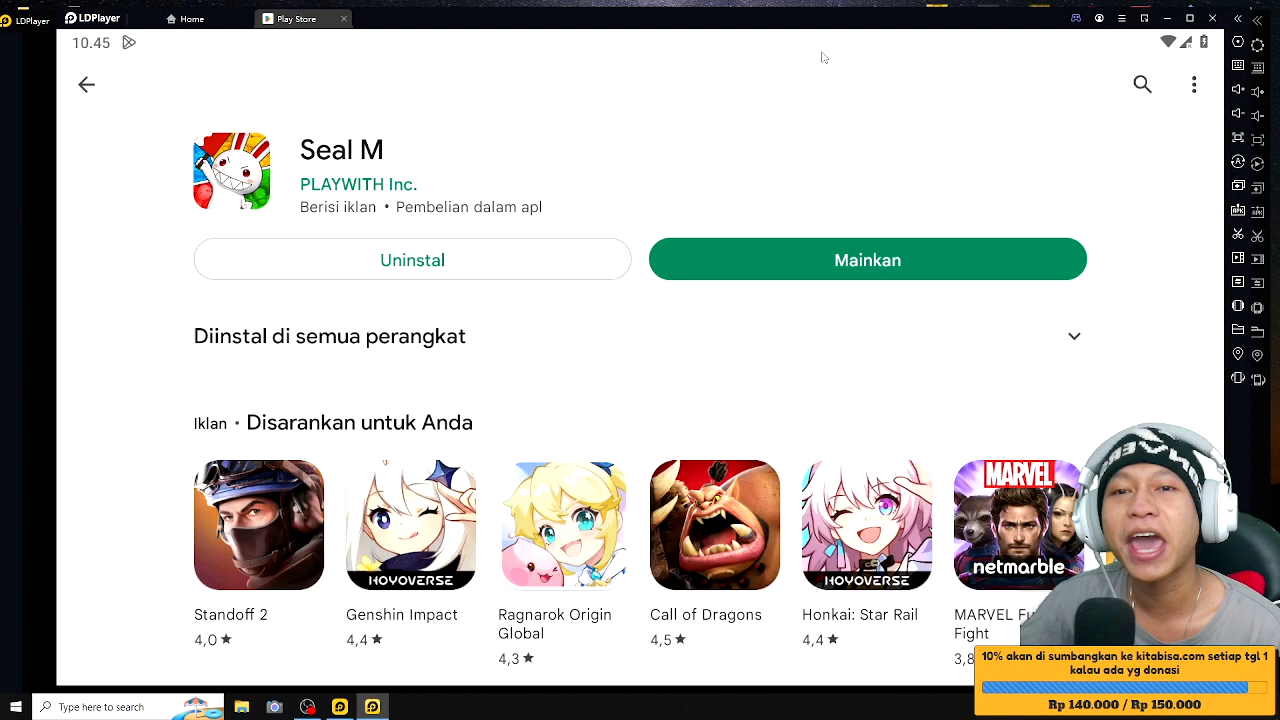 LDPlayer
LDPlayer
Home
Play Store
10.45
Seal M
PLAYWITH Inc.
Berisi iklan • Pembelian dalam apl
Uninstal
Mainkan
Diinstal di semua perangkat
Iklan • Disarankan untuk Anda
HOYOVERSE
HOYOVERSE
MARVEL
netmarble
Standoff 2
4,0 ★
Genshin Impact
4,4 ★
Ragnarok Origin
Global
4,3 ★
Call of Dragons
4,5 ★
Honkai: Star Rail
4,4 ★
MARVEL Fu
Fight
3,8
10% akan di sumbangkan ke kitabisa.com setiap tgl 1
kalau ada yg donasi
Rp 140.000 / Rp 150.000
Type here to search